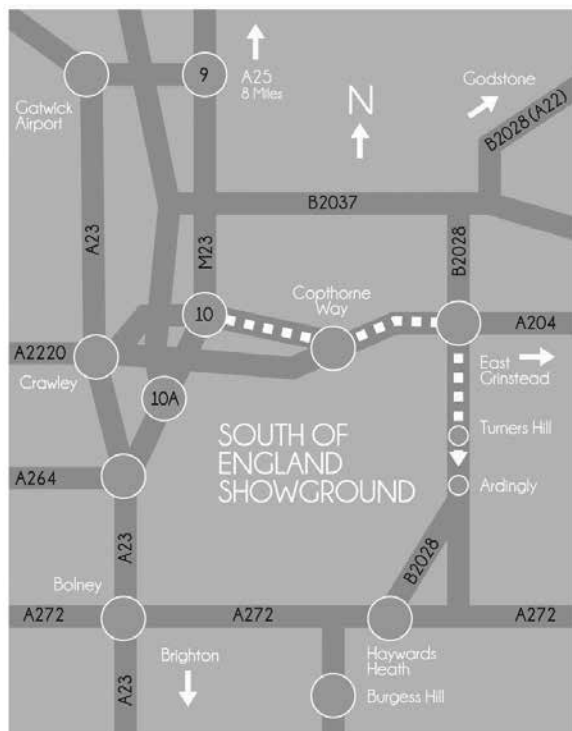 9
A25
8 Miles
Godstone
Gatwick
Airport
N
B2028(A22)
B2037
A23
M23
B2028
10
Copthorne
Way
A204
A2220
Crawley
East
Grinstead
10A
Turners Hill
SOUTH OF
ENGLAND
SHOWGROUND
A264
Ardingly
A23
B2028
Bolney
A272
A272
A272
Haywards
Heath
Brighton
A23
Burgess Hill